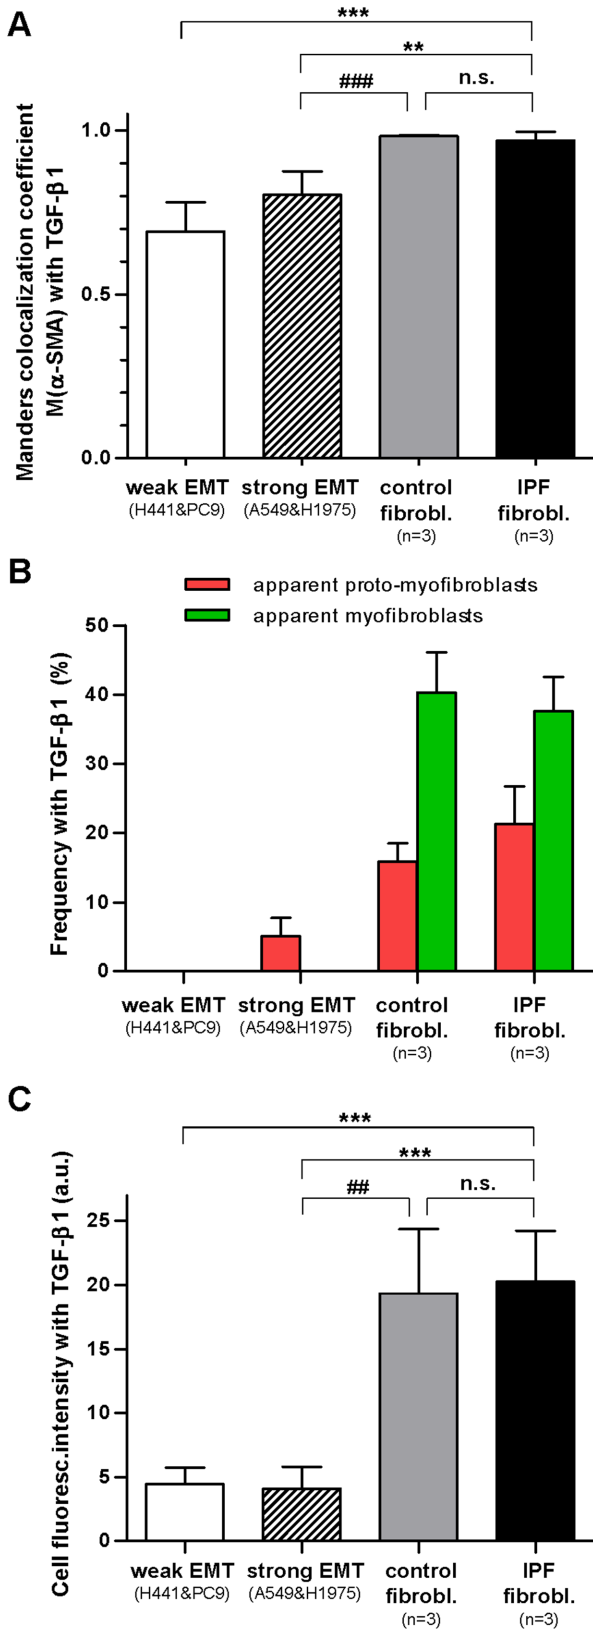 A
***
**
###
n.s.
Manders colocalization coefficient
M(α-SMA) with TGF-β1
1.0
0.5
0.0
weak EMT
(H441&PC9)
strong EMT
(A549&H1975)
control
fibrobl.
(n=3)
IPF
fibrobl.
(n=3)
B
apparent proto-myofibroblasts
apparent myofibroblasts
Frequency with TGF-β1 (%)
50
40
30
20
10
0
weak EMT
(H441&PC9)
strong EMT
(A549&H1975)
control
fibrobl.
(n=3)
IPF
fibrobl.
(n=3)
C
***
***
##
n.s.
Cell fluoresc.intensity with TGF-β1 (a.u.)
25
20
15
10
5
0
weak EMT
(H441&PC9)
strong EMT
(A549&H1975)
control
fibrobl.
(n=3)
IPF
fibrobl.
(n=3)